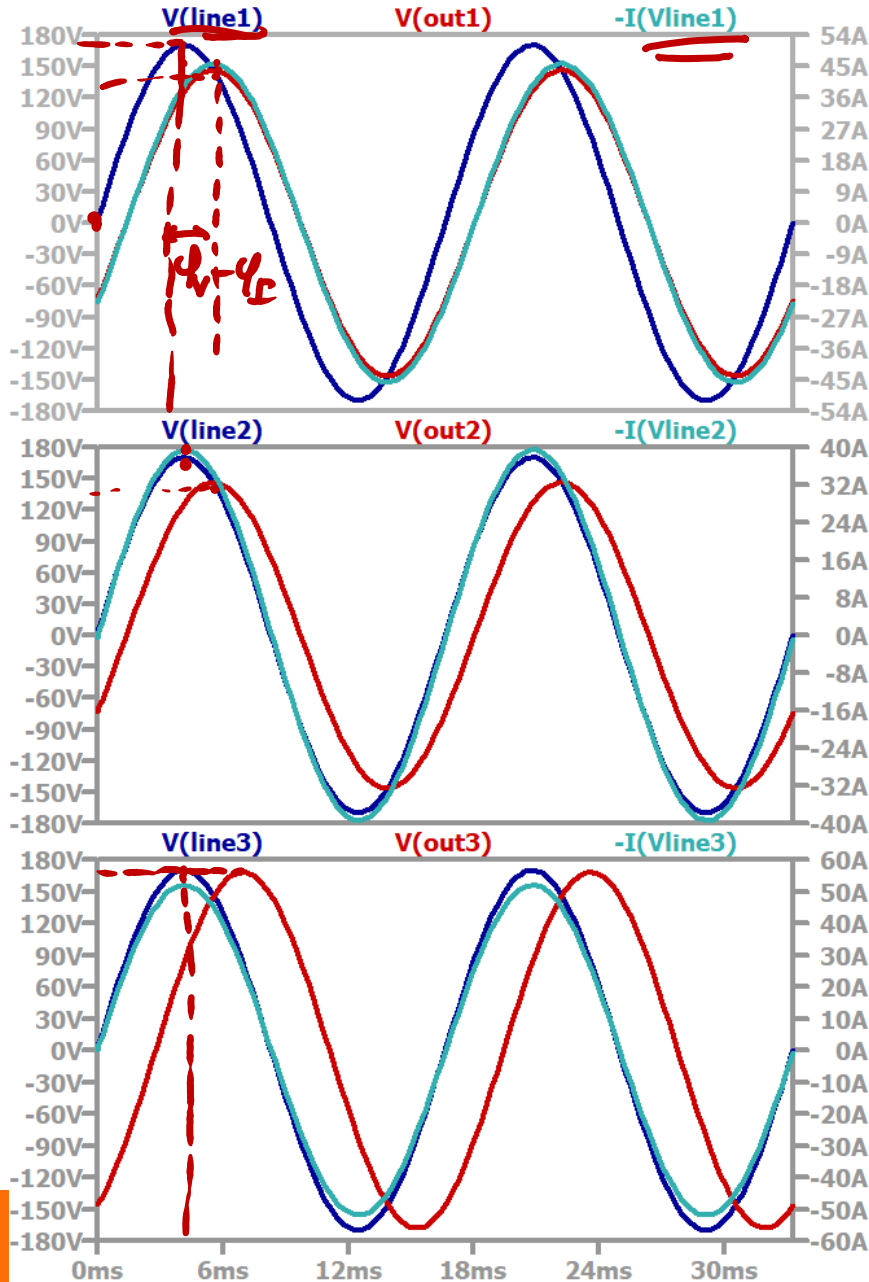 V(line1) V(out1) -I(Vline1)
180V 54A
150V 45A
120V 36A
90V 27A
60V 18A
30V 9A
0V 0A
-30V -9A
-60V -18A
-90V -27A
-120V -36A
-150V -45A
-180V -54A
φv-φI
V(line2) V(out2) -I(Vline2)
180V 40A
150V 32A
120V 24A
90V 16A
60V 8A
30V 0A
0V -8A
-30V -16A
-60V -24A
-90V -32A
-120V -40A
-150V
-180V
V(line3) V(out3) -I(Vline3)
180V 60A
150V 50A
120V 40A
90V 30A
60V 20A
30V 10A
0V 0A
-30V -10A
-60V -20A
-90V -30A
-120V -40A
-150V -50A
-180V -60A
0ms 6ms 12ms 18ms 24ms 30ms